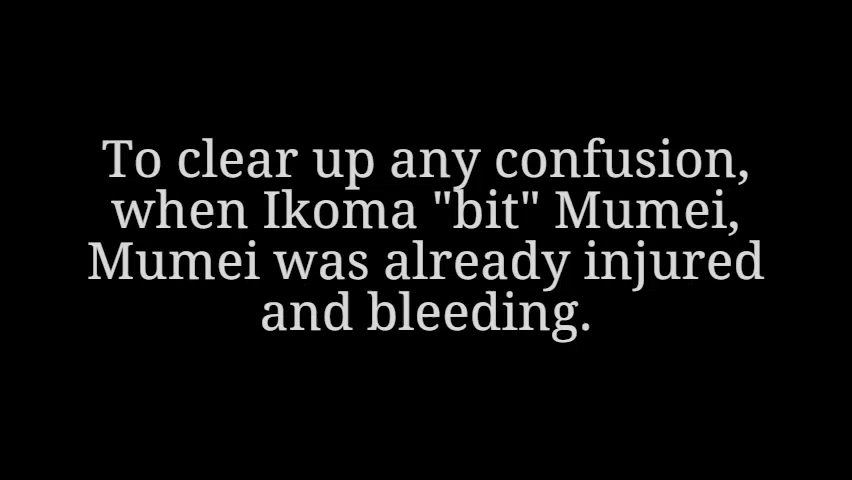 To clear up any confusion,
when Ikoma "bit" Mumei,
Mumei was already injured
and bleeding.